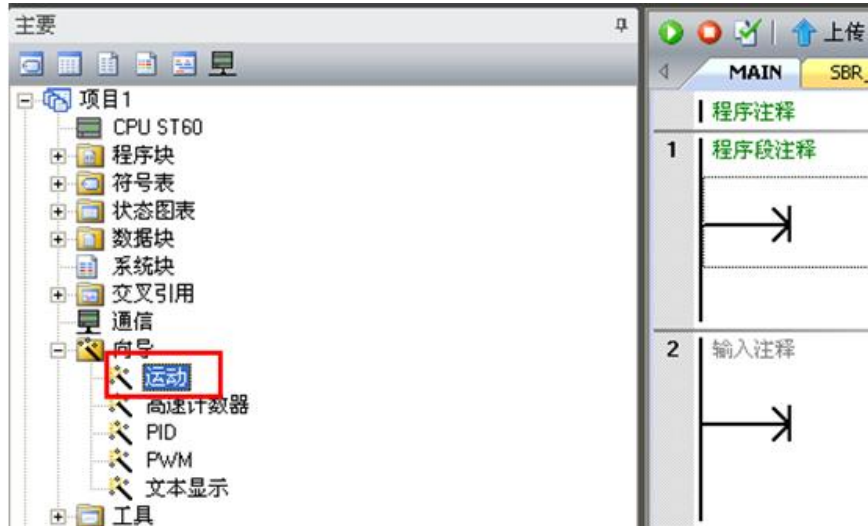 主要
项目1
CPU ST60
程序块
符号表
状态图表
数据块
系统块
交叉引用
通信
向导
运动
高速计数器
PID
PWM
文本显示
工具
上传
MAIN
SBR_
程序注释
1 程序段注释
2 输入注释